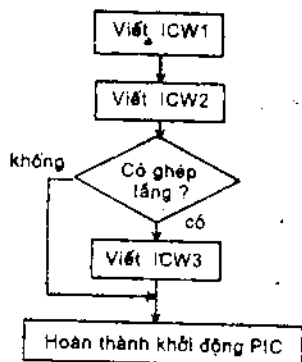 Viết ICW1
Viết ICW2
không
Có ghép
tầng ?
có
Viết ICW3
Hoàn thành khởi động PIC